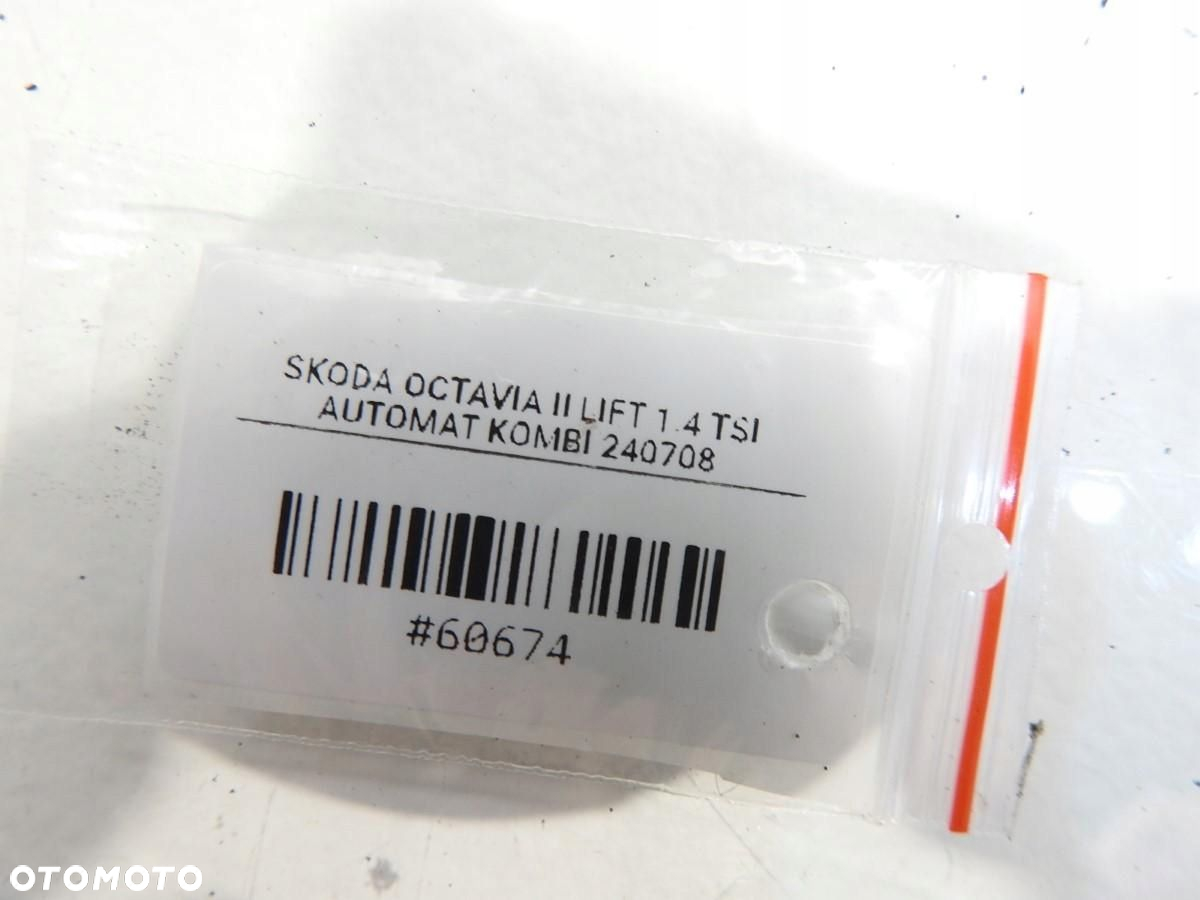 SKODA OCTAVIA II LIFT 1.4 TSI
AUTOMAT KOMBI 240708
#60674
OTOMOTO